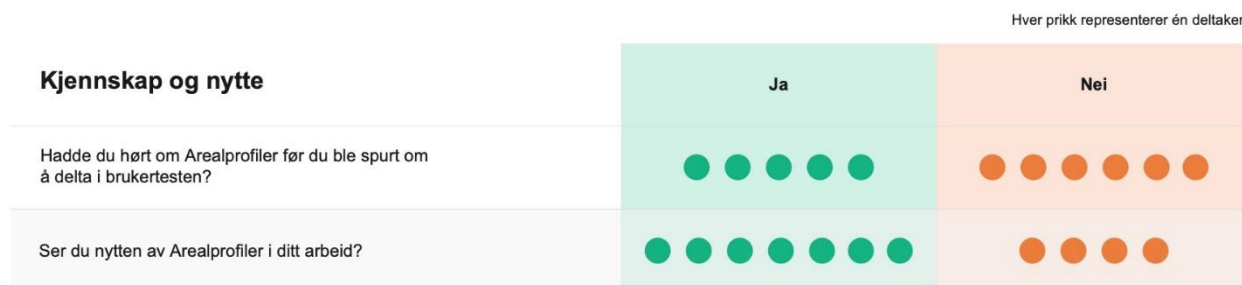 Hver prikk representerer én deltaker
Kjennskap og nytte
Ja
Nei
Hadde du hørt om Arealprofiler før du ble spurt om
å delta i brukertesten?
Ser du nytten av Arealprofiler i ditt arbeid?